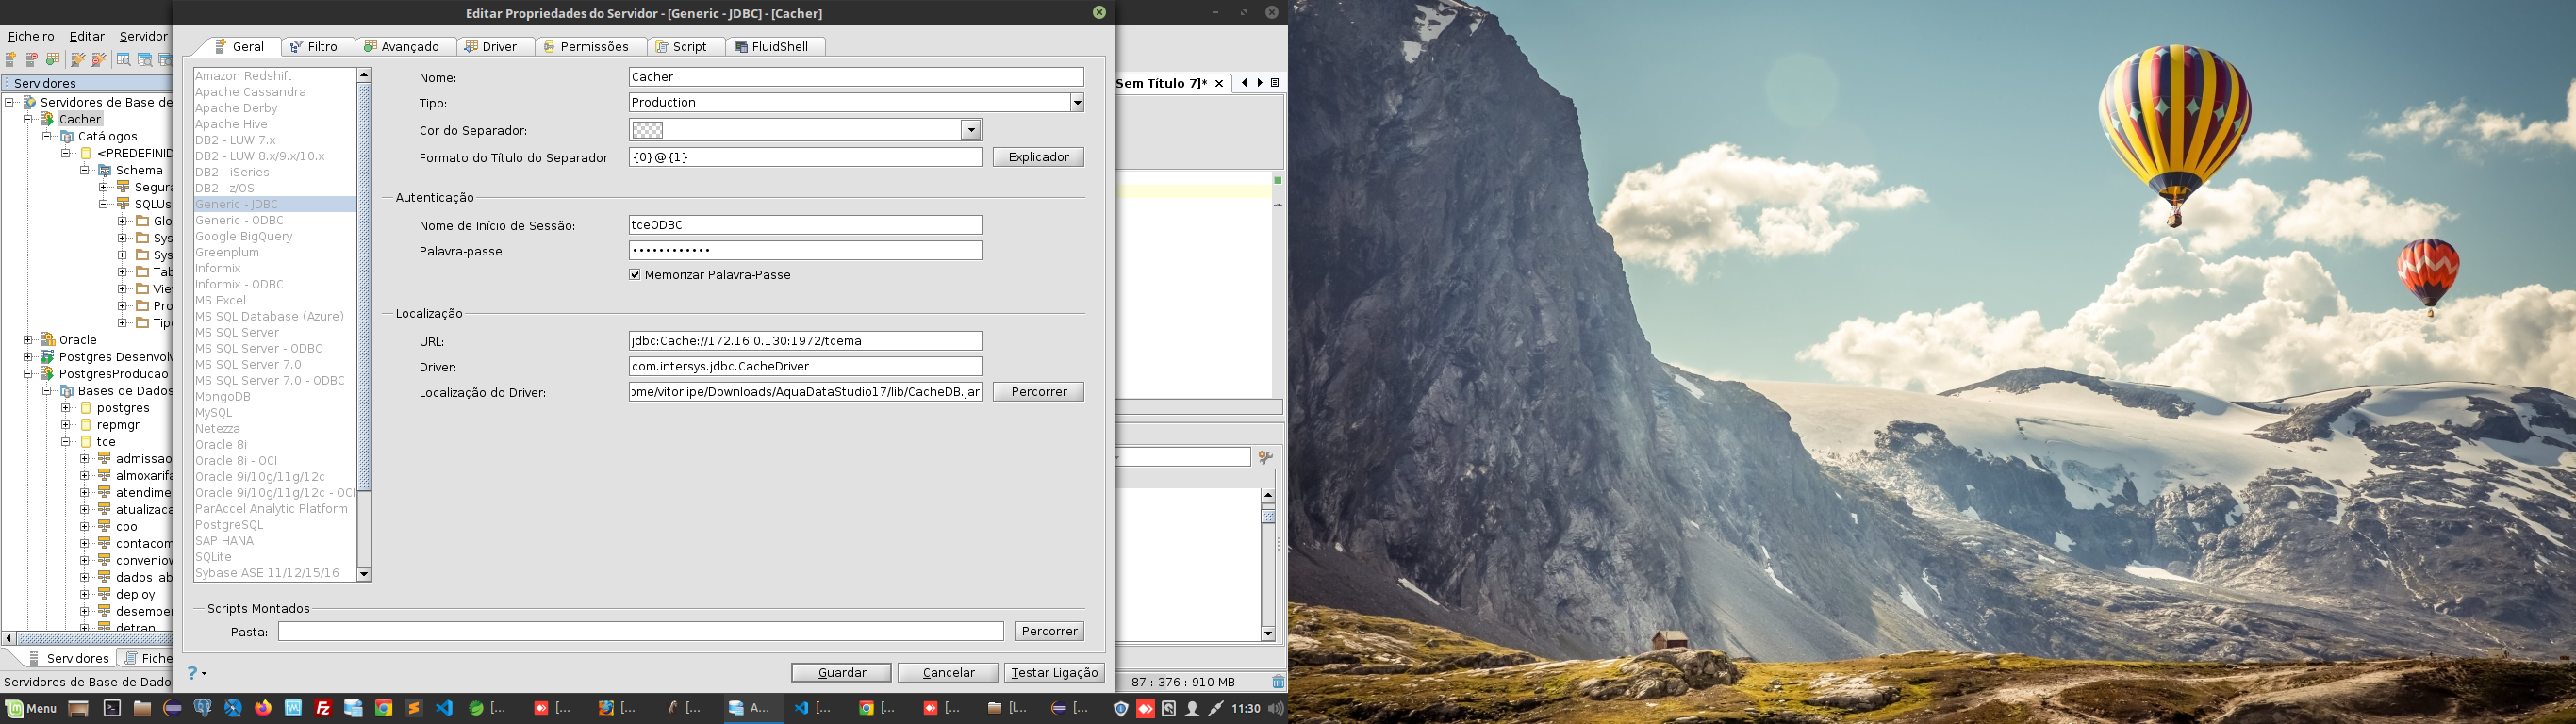 Editar Propriedades do Servidor - [Generic - JDBC] - [Cacher]
Ficheiro Editar Servidor
Geral Filtro Avançado Driver Permissões Script FluidShell
Servidores
Servidores de Base de
Cacher
Catálogos
<PREDEFINID
Schema
Segura
SQLUs
Glo
Sys
Sys
Tab
Vie
Pro
Tip
Oracle
Postgres Desenvolv
PostgresProducao
Bases de Dados
postgres
repmgr
tce
admissao
almoxarifa
atendime
atualizaca
cbo
contacom
conveniov
dados_ab
deploy
desemper
detran
Servidores Fiche
Servidores de Base de Dado
Amazon Redshift
Apache Cassandra
Apache Derby
Apache Hive
DB2 - LUW 7.x
DB2 - LUW 8.x/9.x/10.x
DB2 - iSeries
DB2 - z/OS
Generic - JDBC
Generic - ODBC
Google BigQuery
Greenplum
Informix
Informix - ODBC
MS Excel
MS SQL Database (Azure)
MS SQL Server
MS SQL Server - ODBC
MS SQL Server 7.0
MS SQL Server 7.0 - ODBC
MongoDB
MySQL
Netezza
Oracle 8i
Oracle 8i - OCI
Oracle 9i/10g/11g/12c
Oracle 9i/10g/11g/12c - OCI
ParAccel Analytic Platform
PostgreSQL
SAP HANA
SQLite
Sybase ASE 11/12/15/16
Nome: Cacher
Tipo: Production
Cor do Separador:
Formato do Título do Separador {0}@{1} Explicador
Autenticação
Nome de Início de Sessão: tceODBC
Palavra-passe: ••••••••••••
Memorizar Palavra-Passe
Localização
URL: jdbc:Cache://172.16.0.130:1972/tcema
Driver: com.intersys.jdbc.CacheDriver
Localização do Driver: ome/vitorlipe/Downloads/AquaDataStudio17/lib/CacheDB.jar Percorrer
Scripts Montados
Pasta: Percorrer
? Guardar Cancelar Testar Ligação
Sem Título 7]*
87 : 376 : 910 MB
Menu [... [... [... [... A... [... [... [... [I... [... 11:30